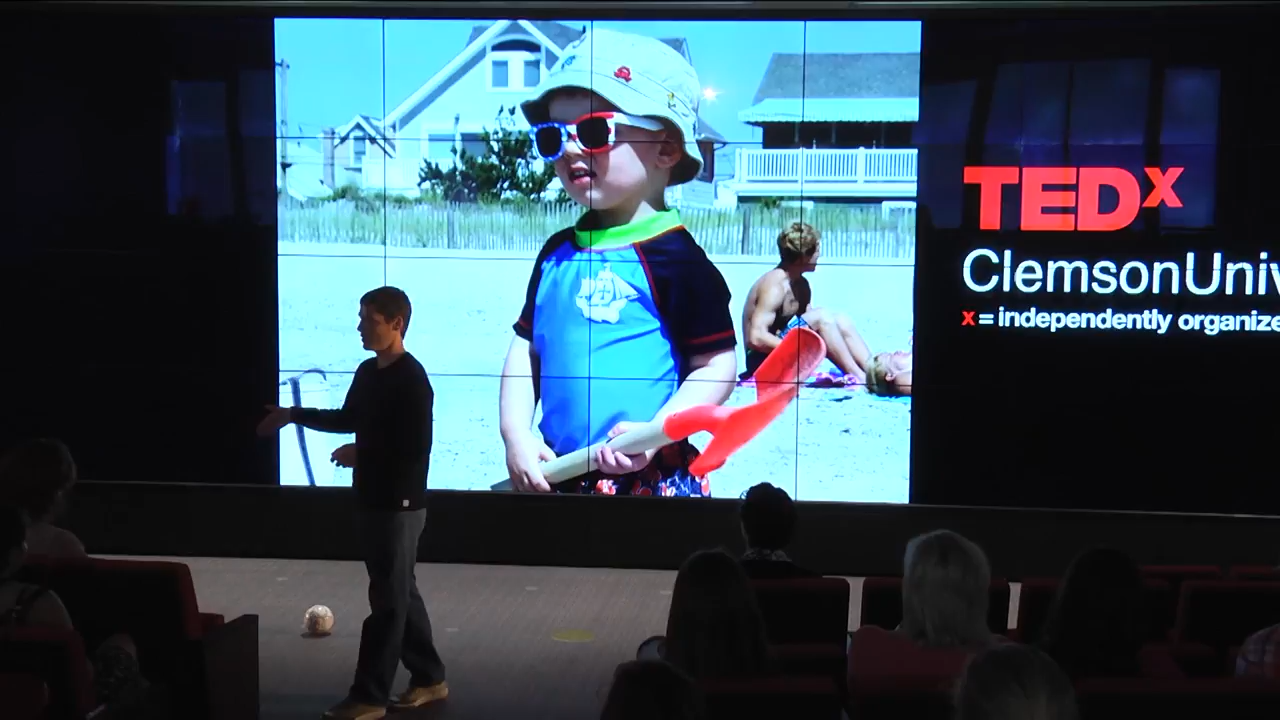 TEDx
ClemsonUniv
x = independently organize